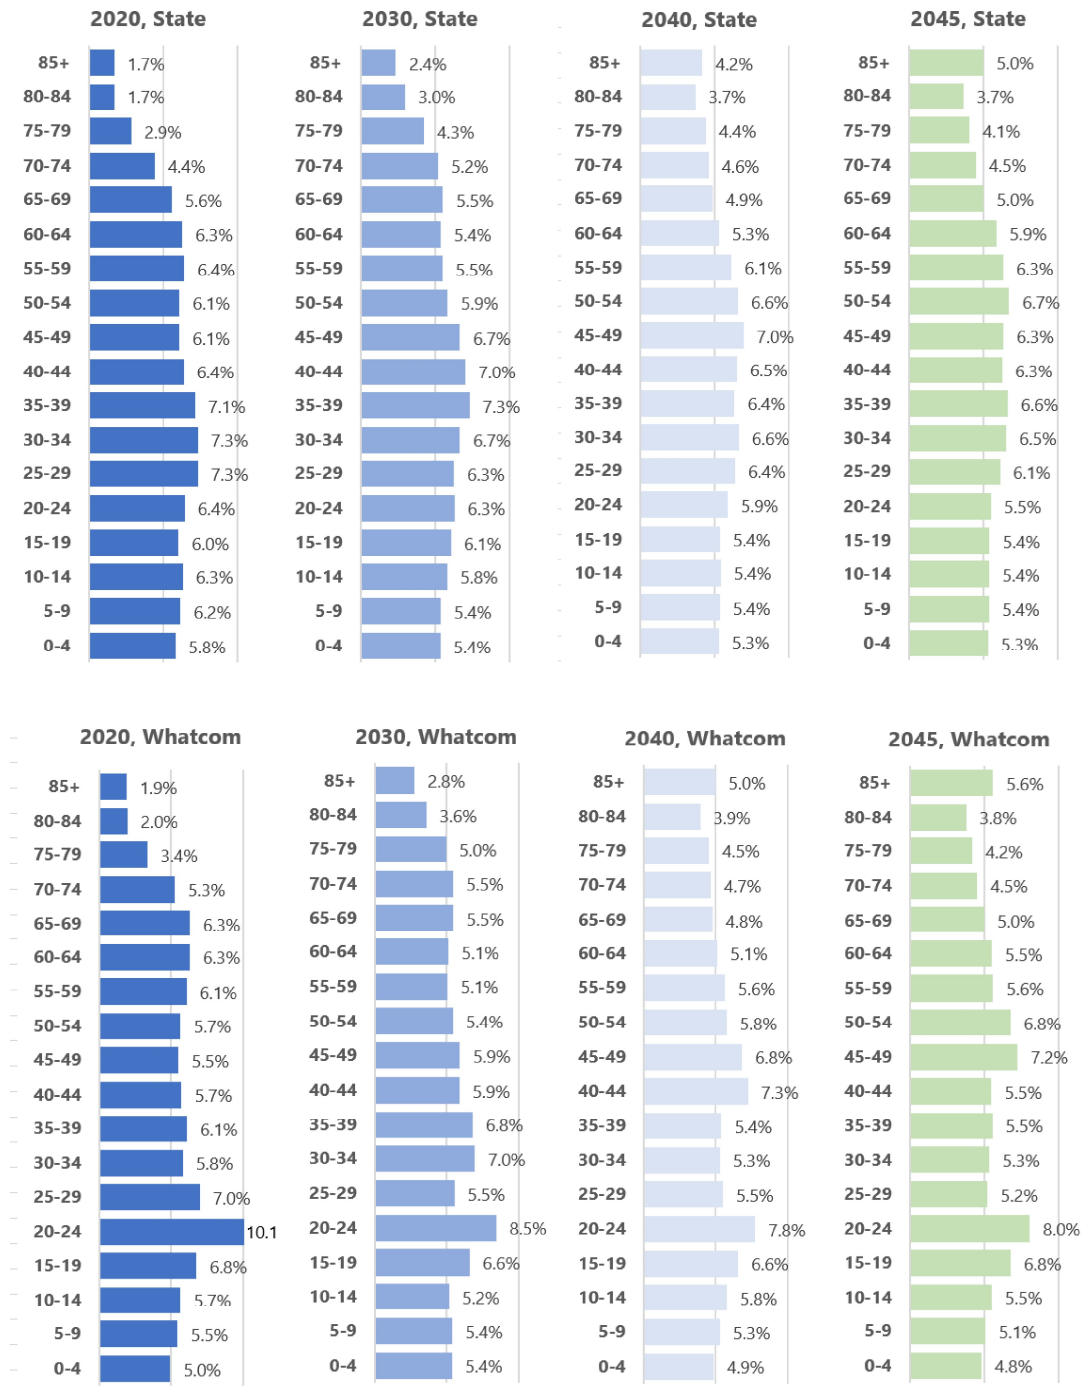 2020, State 2030, State 2040, State 2045, State
85+ 1.7% 85+ 2.4% 85+ 4.2% 85+ 5.0%
80-84 1.7% 80-84 3.0% 80-84 3.7% 80-84 3.7%
75-79 2.9% 75-79 4.3% 75-79 4.4% 75-79 4.1%
70-74 4.4% 70-74 5.2% 70-74 4.6% 70-74 4.5%
65-69 5.6% 65-69 5.5% 65-69 4.9% 65-69 5.0%
60-64 6.3% 60-64 5.4% 60-64 5.3% 60-64 5.9%
55-59 6.4% 55-59 5.5% 55-59 6.1% 55-59 6.3%
50-54 6.1% 50-54 5.9% 50-54 6.6% 50-54 6.7%
45-49 6.1% 45-49 6.7% 45-49 7.0% 45-49 6.3%
40-44 6.4% 40-44 7.0% 40-44 6.5% 40-44 6.3%
35-39 7.1% 35-39 7.3% 35-39 6.4% 35-39 6.6%
30-34 7.3% 30-34 6.7% 30-34 6.6% 30-34 6.5%
25-29 7.3% 25-29 6.3% 25-29 6.4% 25-29 6.1%
20-24 6.4% 20-24 6.3% 20-24 5.9% 20-24 5.5%
15-19 6.0% 15-19 6.1% 15-19 5.4% 15-19 5.4%
10-14 6.3% 10-14 5.8% 10-14 5.4% 10-14 5.4%
5-9 6.2% 5-9 5.4% 5-9 5.4% 5-9 5.4%
0-4 5.8% 0-4 5.4% 0-4 5.3% 0-4 5.3%
2020, Whatcom 2030, Whatcom 2040, Whatcom 2045, Whatcom
85+ 1.9% 85+ 2.8% 85+ 5.0% 85+ 5.6%
80-84 2.0% 80-84 3.6% 80-84 3.9% 80-84 3.8%
75-79 3.4% 75-79 5.0% 75-79 4.5% 75-79 4.2%
70-74 5.3% 70-74 5.5% 70-74 4.7% 70-74 4.5%
65-69 6.3% 65-69 5.5% 65-69 4.8% 65-69 5.0%
60-64 6.3% 60-64 5.1% 60-64 5.1% 60-64 5.5%
55-59 6.1% 55-59 5.1% 55-59 5.6% 55-59 5.6%
50-54 5.7% 50-54 5.4% 50-54 5.8% 50-54 6.8%
45-49 5.5% 45-49 5.9% 45-49 6.8% 45-49 7.2%
40-44 5.7% 40-44 5.9% 40-44 7.3% 40-44 5.5%
35-39 6.1% 35-39 6.8% 35-39 5.4% 35-39 5.5%
30-34 5.8% 30-34 7.0% 30-34 5.3% 30-34 5.3%
25-29 7.0% 25-29 5.5% 25-29 5.5% 25-29 5.2%
20-24 10.1 20-24 8.5% 20-24 7.8% 20-24 8.0%
15-19 6.8% 15-19 6.6% 15-19 6.6% 15-19 6.8%
10-14 5.7% 10-14 5.2% 10-14 5.8% 10-14 5.5%
5-9 5.5% 5-9 5.4% 5-9 5.3% 5-9 5.1%
0-4 5.0% 0-4 5.4% 0-4 4.9% 0-4 4.8%